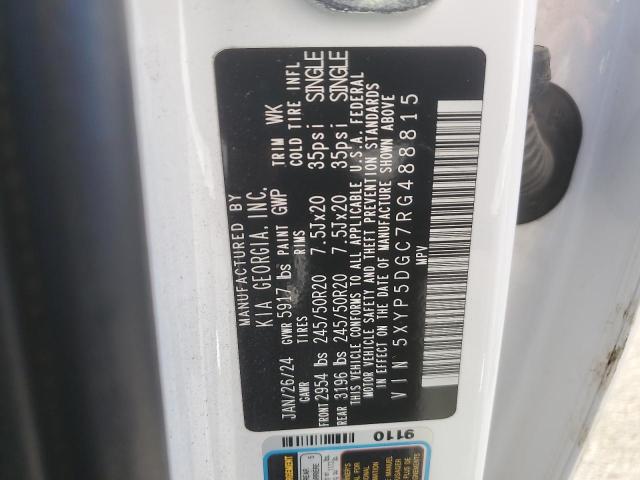 MANUFACTURED BY
KIA GEORGIA, INC.
JAN/26/24 GVWR 5917 lbs PAINT GWP TRIM WK
GAWR TIRES RIMS COLD TIRE INFL
FRONT 2954 lbs 245/50R20 7.5Jx20 35psi SINGLE
REAR 3196 lbs 245/50R20 7.5Jx20 35psi SINGLE
THIS VEHICLE CONFORMS TO ALL APPLICABLE U.S.A. FEDERAL
MOTOR VEHICLE SAFETY AND THEFT PREVENTION STANDARDS
IN EFFECT ON THE DATE OF MANUFACTURE SHOWN ABOVE
MPV
VIN 5XYP5DGC7RG488815
9110